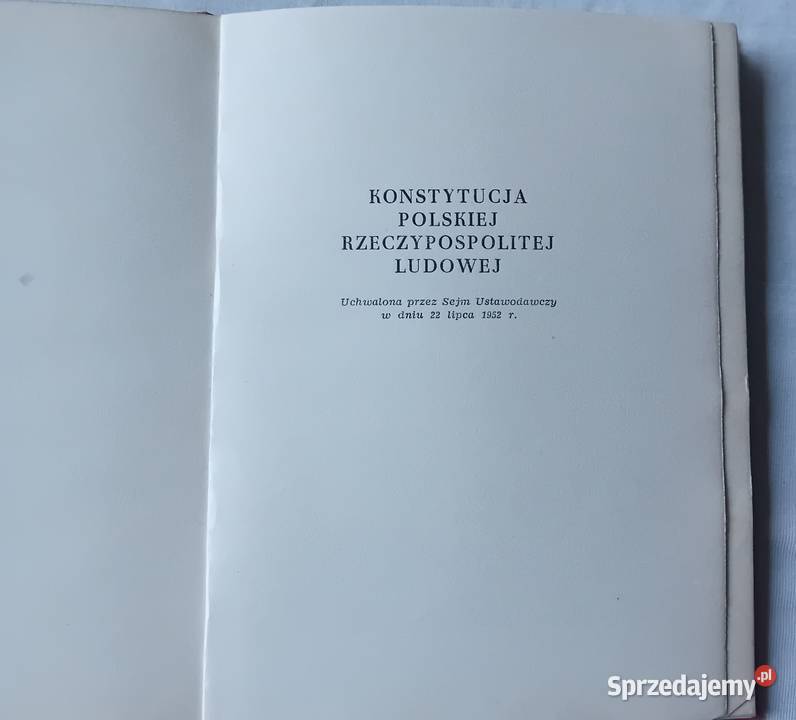 KONSTYTUCJA
POLSKIEJ
RZECZYPOSPOLITEJ
LUDOWEJ
Uchwalona przez Sejm Ustawodawczy
w dniu 22 lipca 1952 r.
Sprzedajemy.pl